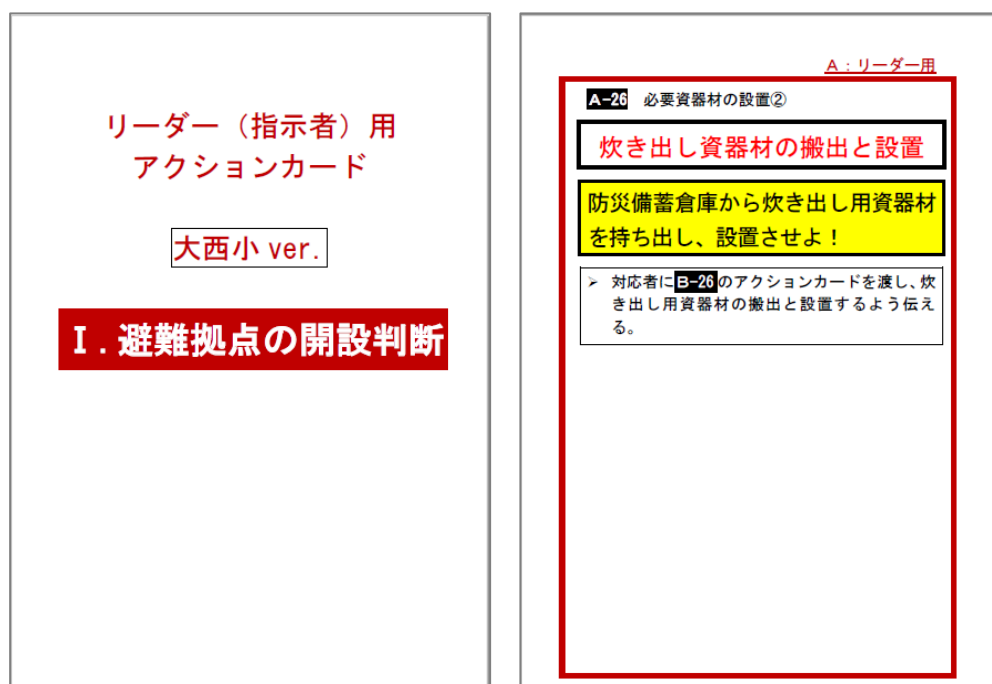 リーダー（指示者）用
アクションカード
大西小 ver.
Ⅰ．避難拠点の開設判断
A：リーダー用
A-26 必要資器材の設置②
炊き出し資器材の搬出と設置
防災備蓄倉庫から炊き出し用資器材
を持ち出し、設置させよ！
➢ 対応者にB-26のアクションカードを渡し、炊
き出し用資器材の搬出と設置するよう伝え
る。